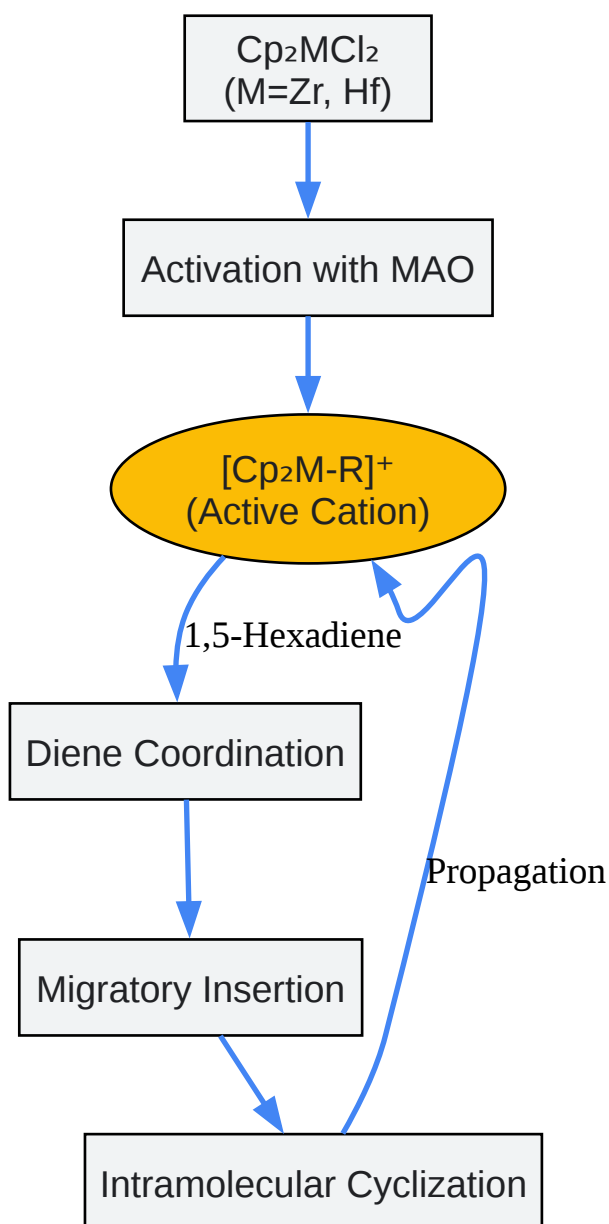 Cp₂MCl₂
(M=Zr, Hf)
Activation with MAO
[Cp₂M-R]⁺
(Active Cation)
1,5-Hexadiene
Diene Coordination
Propagation
Migratory Insertion
Intramolecular Cyclization